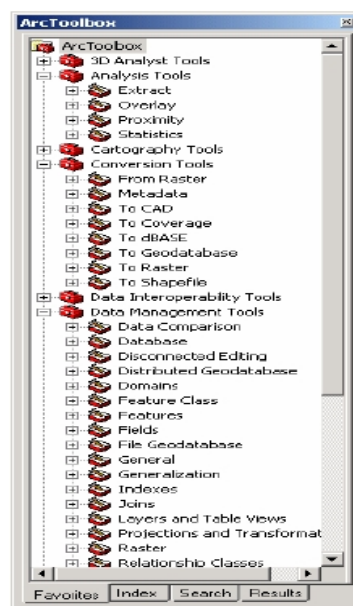 ArcToolbox
ArcToolbox
3D Analyst Tools
Analysis Tools
Extract
Overlay
Proximity
Statistics
Cartography Tools
Conversion Tools
From Raster
Metadata
To CAD
To Coverage
To dBASE
To Geodatabase
To Raster
To Shapefile
Data Interoperability Tools
Data Management Tools
Data Comparison
Database
Disconnected Editing
Distributed Geodatabase
Domains
Feature Class
Features
Fields
File Geodatabase
General
Generalization
Indexes
Joins
Layers and Table Views
Projections and Transformat
Raster
Relationship Classes
Favorites Index Search Results